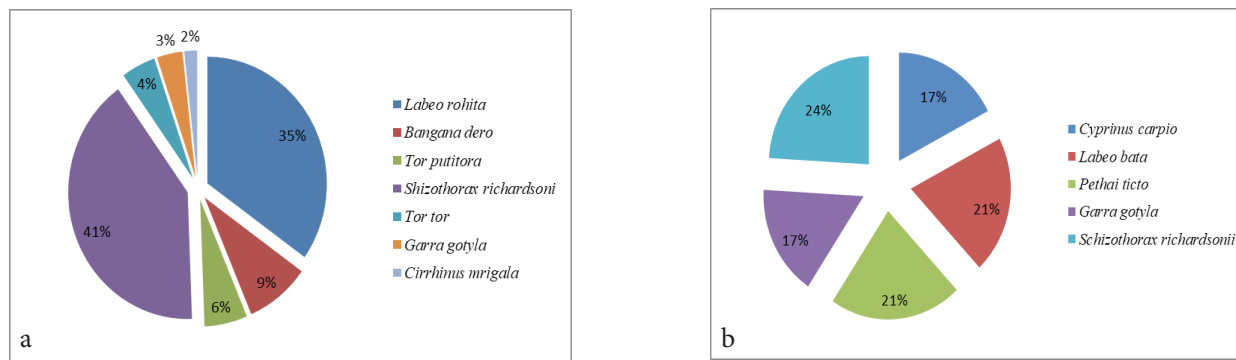 3%
2%
4%
35%
41%
9%
6%
Labeo rohita
Bangana dero
Tor putitora
Shizothorax richardsoni
Tor tor
Garra gotyla
Cirrhinus mrigala
a
24%
17%
21%
17%
21%
Cyprinus carpio
Labeo bata
Pethai ticto
Garra gotyla
Schizothorax richardsonii
b